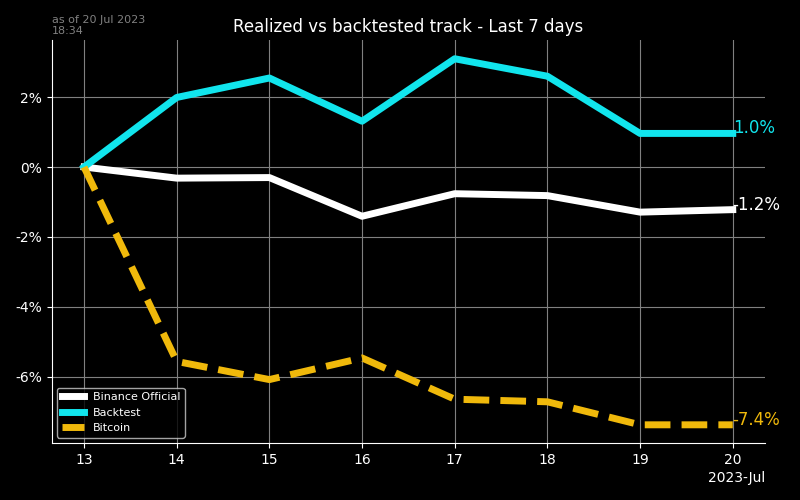 as of 20 Jul 2023
18:34
Realized vs backtested track - Last 7 days
2%
0%
-2%
-4%
-6%
1.0%
-1.2%
-7.4%
Binance Official
Backtest
Bitcoin
13 14 15 16 17 18 19 20
2023-Jul